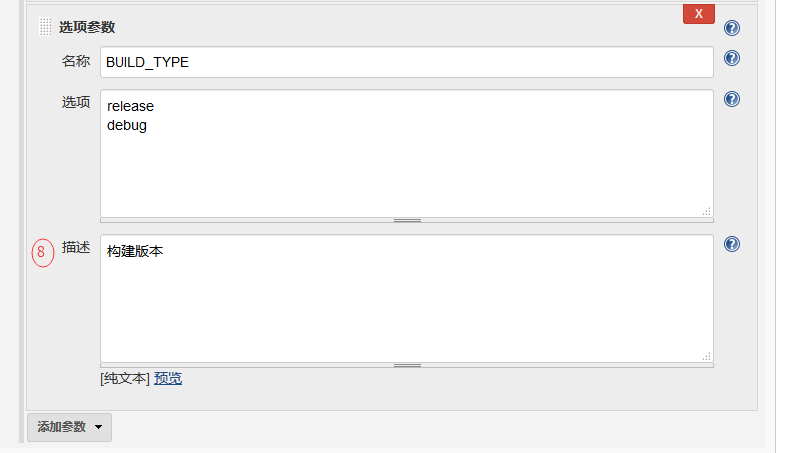 选项参数
X
名称
BUILD_TYPE
选项
release
debug
8
描述
构建版本
[纯文本] 预览
添加参数